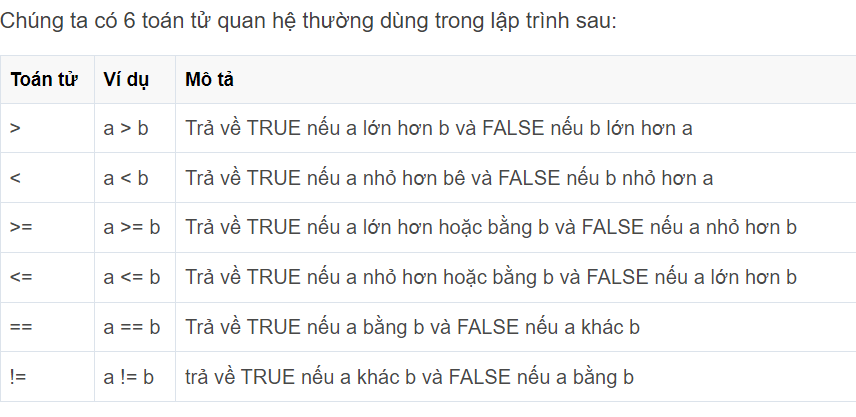 Chúng ta có 6 toán tử quan hệ thường dùng trong lập trình sau:
Toán tử Ví dụ Mô tả
> a > b Trả về TRUE nếu a lớn hơn b và FALSE nếu b lớn hơn a
< a < b Trả về TRUE nếu a nhỏ hơn bê và FALSE nếu b nhỏ hơn a
>= a >= b Trả về TRUE nếu a lớn hơn hoặc bằng b và FALSE nếu a nhỏ hơn b
<= a <= b Trả về TRUE nếu a nhỏ hơn hoặc bằng b và FALSE nếu a lớn hơn b
== a == b Trả về TRUE nếu a bằng b và FALSE nếu a khác b
!= a != b trả về TRUE nếu a khác b và FALSE nếu a bằng b